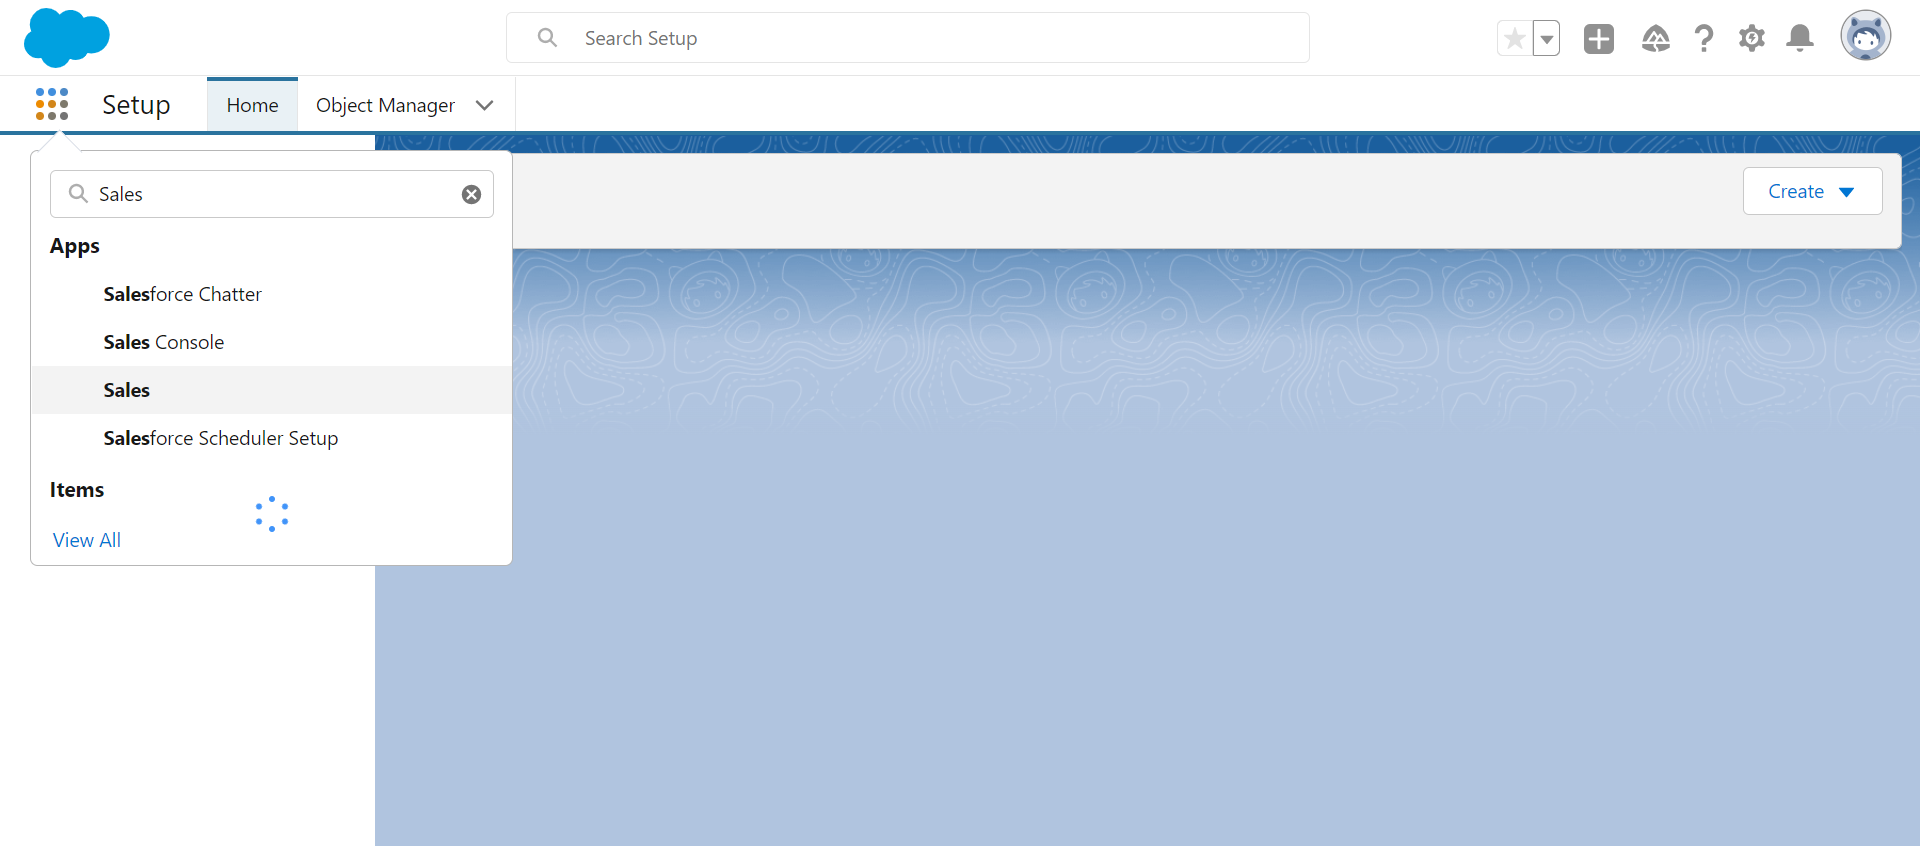 Search Setup
Setup
Home
Object Manager
Sales
Create
Apps
Salesforce Chatter
Sales Console
Sales
Salesforce Scheduler Setup
Items
View All